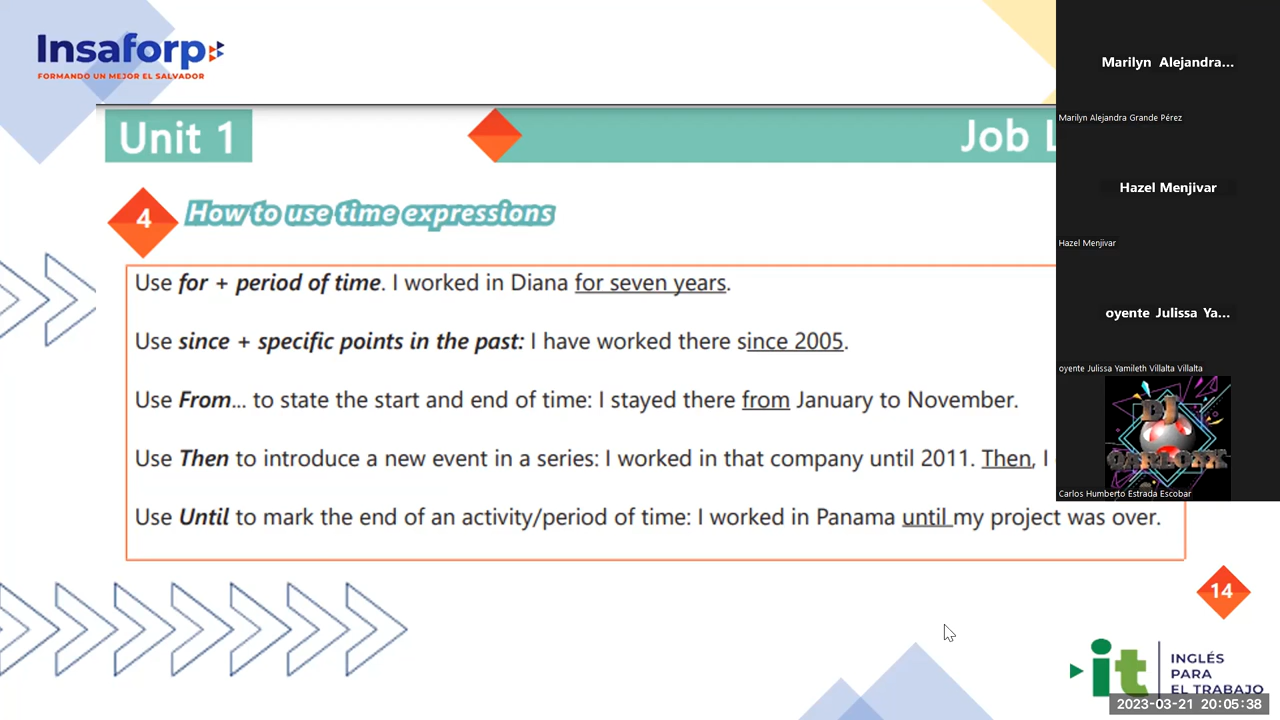 Insaforp
FORMANDO UN MEJOR EL SALVADOR
Unit 1
Job L
4
How to use time expressions
Use for + period of time. I worked in Diana for seven years.
Use since + specific points in the past: I have worked there since 2005.
Use From... to state the start and end of time: I stayed there from January to November.
Use Then to introduce a new event in a series: I worked in that company until 2011. Then, I
Use Until to mark the end of an activity/period of time: I worked in Panama until my project was over.
14
Marilyn Alejandra...
Marilyn Alejandra Grande Pérez
Hazel Menjivar
Hazel Menjivar
oyente Julissa Ya...
oyente Julissa Yamileth Villalta Villalta
DJ
Carlos Humberto Estrada Escobar
it
INGLÉS
PARA
EL TRABAJO
2023-03-21 20:05:38